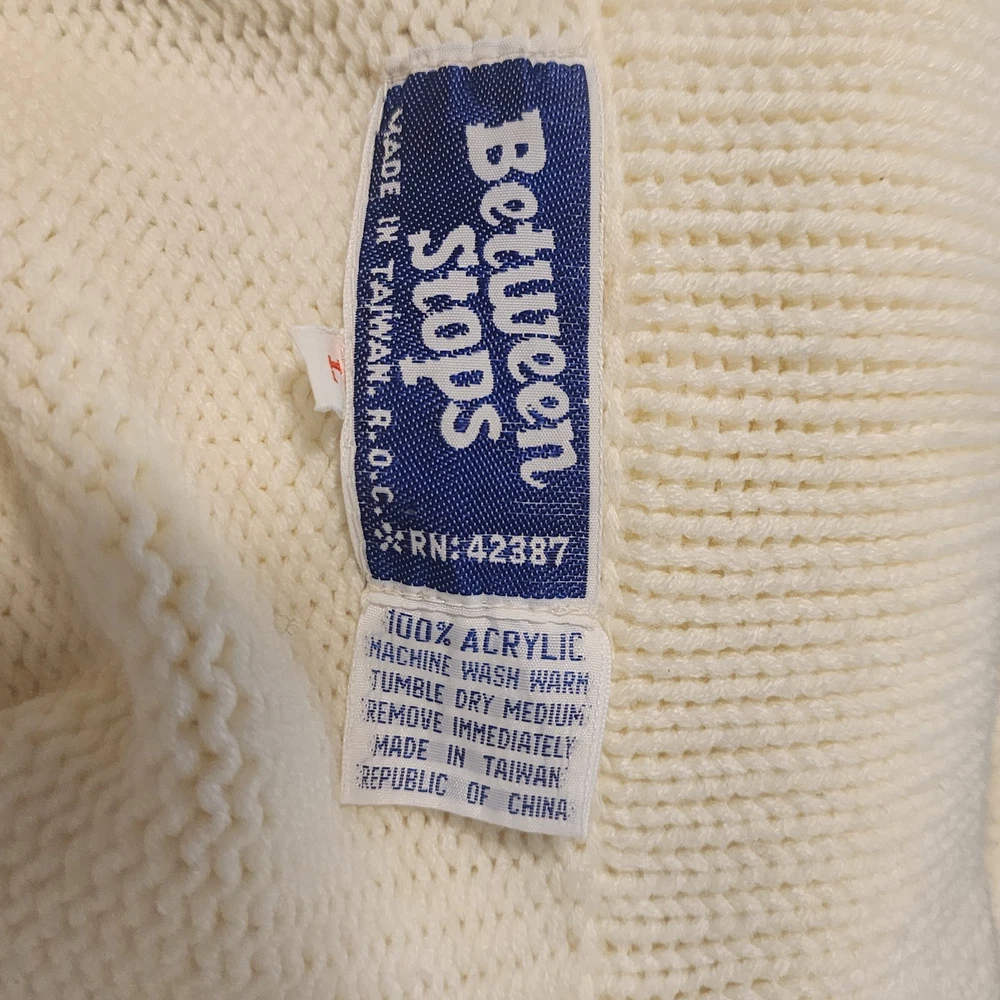 Between
Stops
MADE IN TAIWAN. R.O.C.
RN: 42387
L
100% ACRYLIC
MACHINE WASH WARM
TUMBLE DRY MEDIUM
REMOVE IMMEDIATELY
MADE IN TAIWAN
REPUBLIC OF CHINA